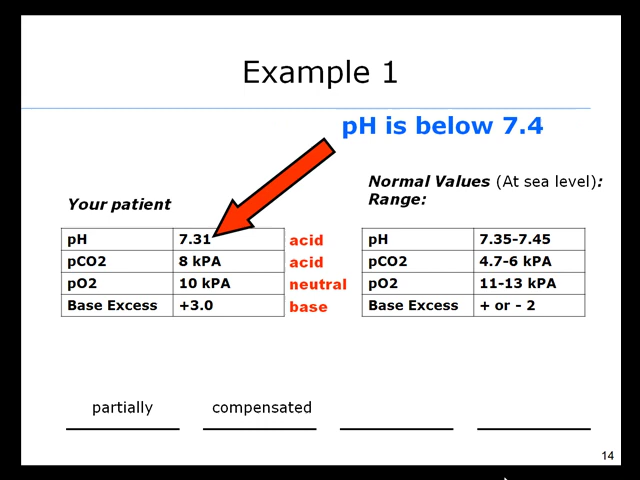 Example 1
pH is below 7.4
Normal Values (At sea level):
Range:
Your patient
pH 7.31 acid
pCO2 8 kPA acid
pO2 10 kPA neutral
Base Excess +3.0 base
pH 7.35-7.45
pCO2 4.7-6 kPA
pO2 11-13 kPA
Base Excess + or - 2
partially compensated
14